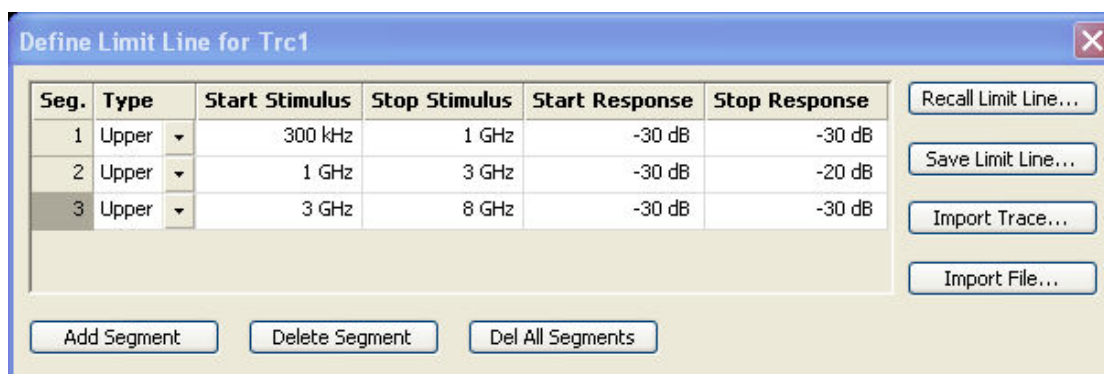 Define Limit Line for Trc1
Seg. Type Start Stimulus Stop Stimulus Start Response Stop Response
1 Upper 300 kHz 1 GHz -30 dB -30 dB
2 Upper 1 GHz 3 GHz -30 dB -20 dB
3 Upper 3 GHz 8 GHz -30 dB -30 dB
Recall Limit Line...
Save Limit Line...
Import Trace...
Import File...
Add Segment Delete Segment Del All Segments